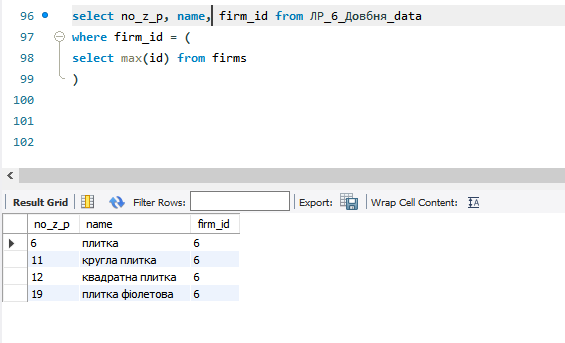 96 select no_z_p, name, firm_id from ЛР_6_Довбня_data
97 where firm_id = (
98 select max(id) from firms
99 )
100
101
102
Result Grid Filter Rows: Export: Wrap Cell Content:
no_z_p name firm_id
6 плитка 6
11 кругла плитка 6
12 квадратна плитка 6
19 плитка фіолетова 6